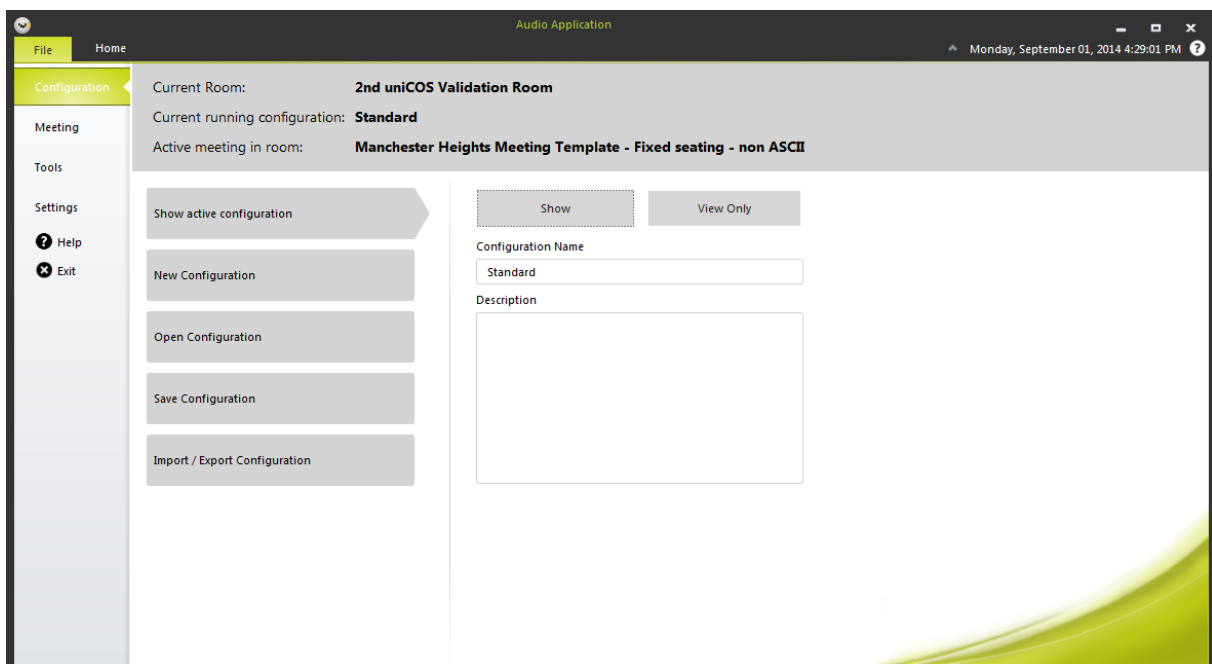 Audio Application
File Home Monday, September 01, 2014 4:29:01 PM ?
Configuration
Meeting
Tools
Settings
? Help
Exit
Current Room: 2nd uniCOS Validation Room
Current running configuration: Standard
Active meeting in room: Manchester Heights Meeting Template - Fixed seating - non ASCII
Show active configuration
New Configuration
Open Configuration
Save Configuration
Import / Export Configuration
Show View Only
Configuration Name
Standard
Description